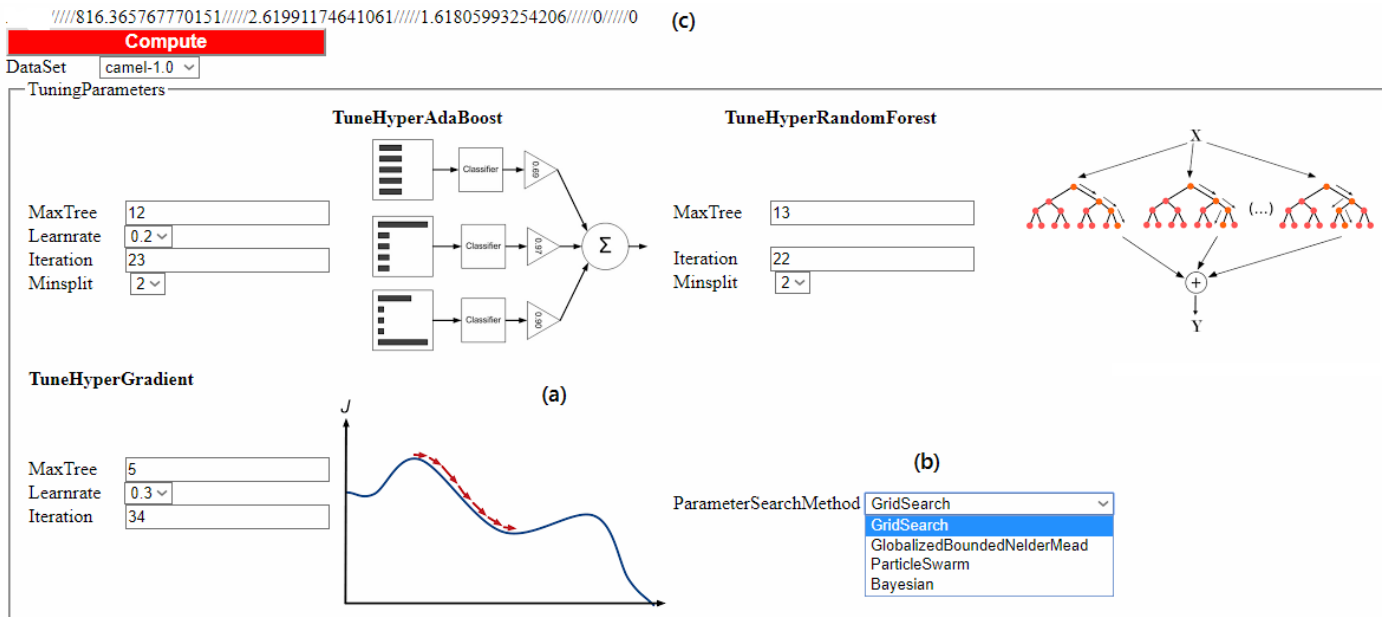 /////816.365767770151/////2.61991174641061/////1.61805993254206/////0/////0
(c)
Compute
DataSet camel-1.0
TuningParameters
TuneHyperAdaBoost
Classifier 0.69
Classifier 0.97
Classifier 0.90
Σ
MaxTree 12
Learnrate 0.2
Iteration 23
Minsplit 2
TuneHyperRandomForest
MaxTree 13
Iteration 22
Minsplit 2
X
(...)
+
Y
TuneHyperGradient
(a)
J
MaxTree 5
Learnrate 0.3
Iteration 34
(b)
ParameterSearchMethod GridSearch
GridSearch
GlobalizedBoundedNelderMead
ParticleSwarm
Bayesian